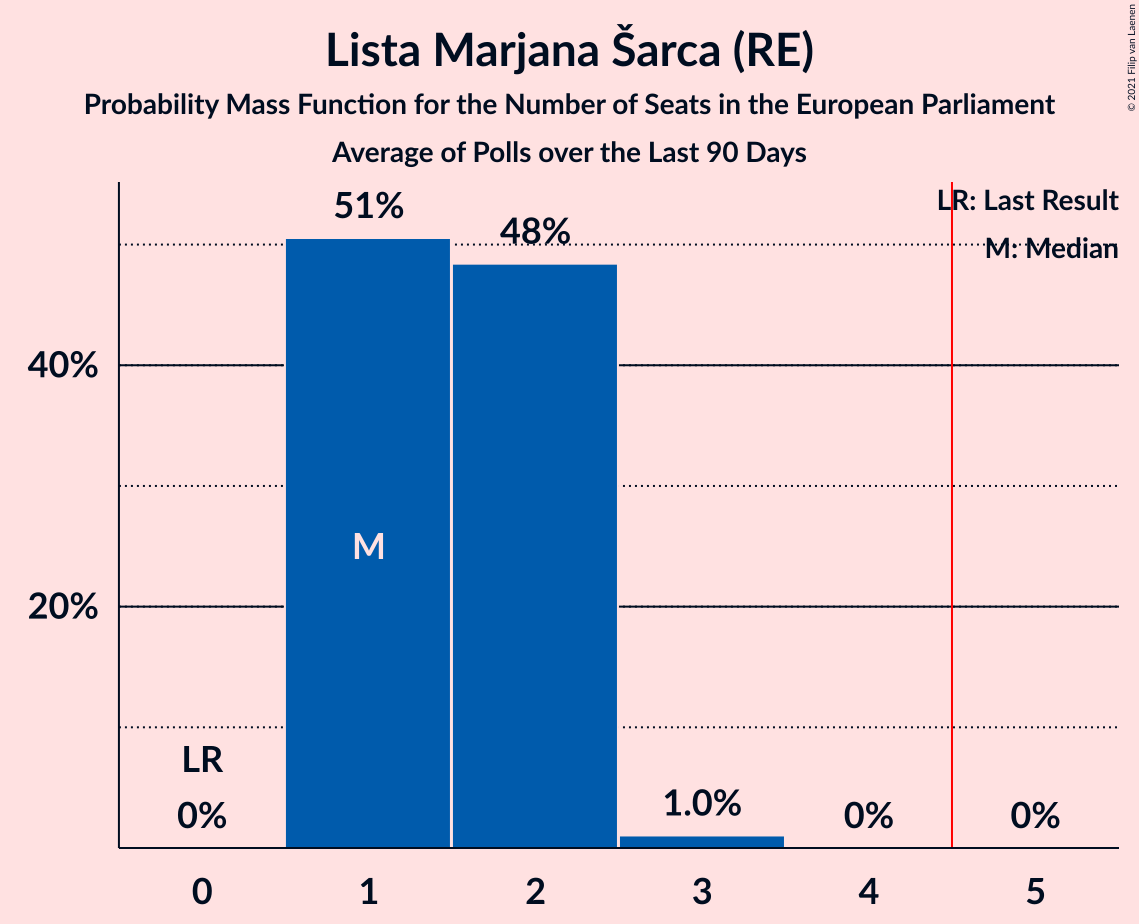 Lista Marjana Šarca (RE)
Probability Mass Function for the Number of Seats in the European Parliament
Average of Polls over the Last 90 Days
© 2021 Filip van Laenen
LR: Last Result
M: Median
51%
48%
40%
M
20%
LR
0%
1.0%
0%
0%
0 1 2 3 4 5